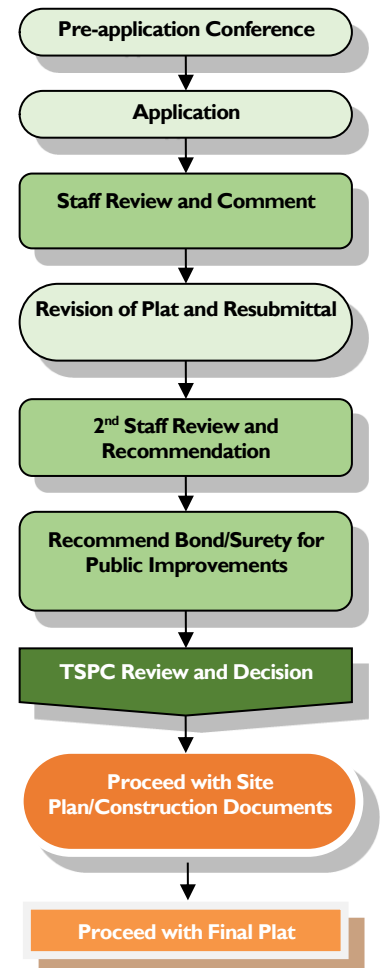 Pre-application Conference
Application
Staff Review and Comment
Revision of Plat and Resubmittal
2nd Staff Review and
Recommendation
Recommend Bond/Surety for
Public Improvements
TSPC Review and Decision
Proceed with Site
Plan/Construction Documents
Proceed with Final Plat